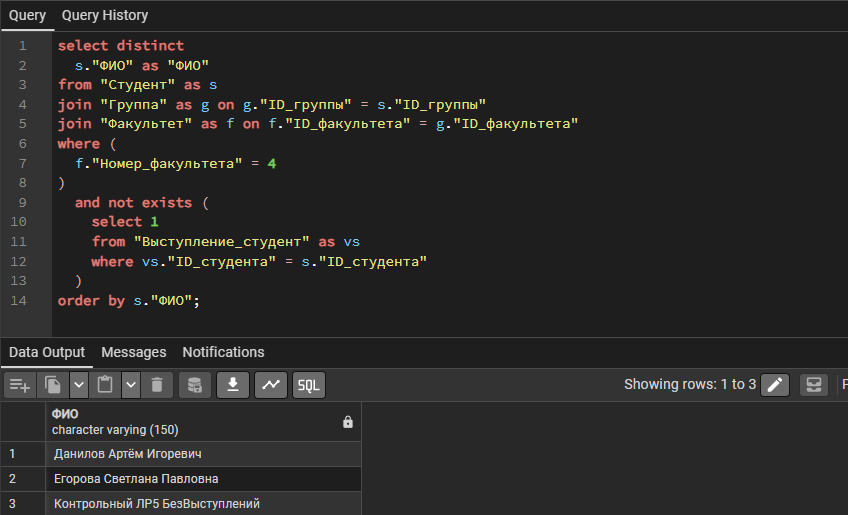 Query Query History
1 select distinct
2 s."ФИО" as "ФИО"
3 from "Студент" as s
4 join "Группа" as g on g."ID_группы" = s."ID_группы"
5 join "Факультет" as f on f."ID_факультета" = g."ID_факультета"
6 where (
7 f."Номер_факультета" = 4
8 )
9 and not exists (
10 select 1
11 from "Выступление_студент" as vs
12 where vs."ID_студента" = s."ID_студента"
13 )
14 order by s."ФИО";
Data Output Messages Notifications
SQL Showing rows: 1 to 3
ФИО
character varying (150)
1 Данилов Артём Игоревич
2 Егорова Светлана Павловна
3 Контрольный ЛР5 БезВыступлений